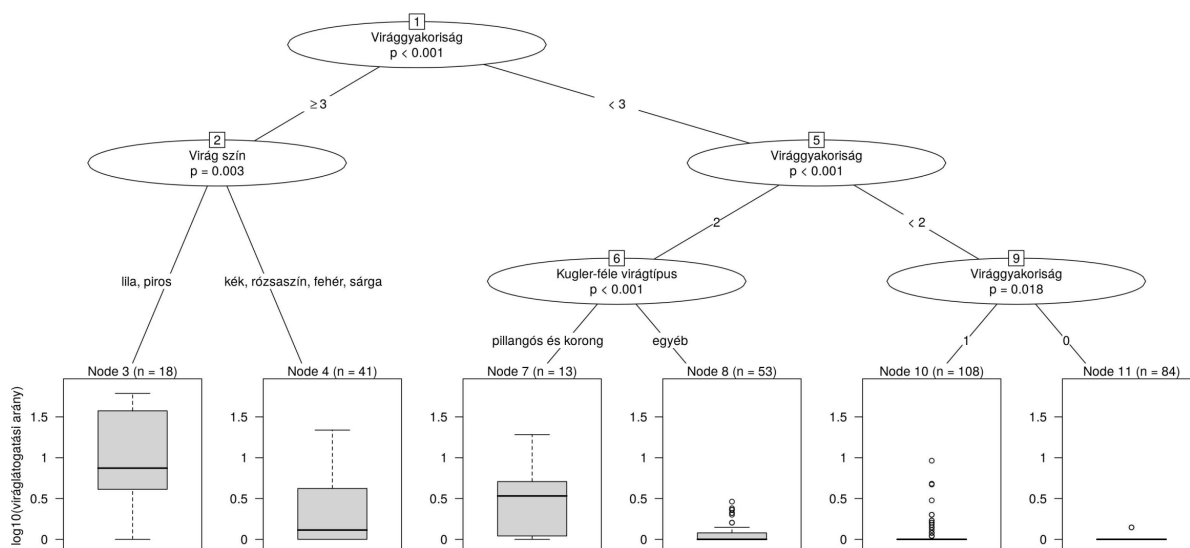 1
Virággyakoriság
p < 0.001
≥ 3
< 3
2
Virág szín
p = 0.003
5
Virággyakoriság
p < 0.001
2
< 2
6
Kugler-féle virágtípus
p < 0.001
9
Virággyakoriság
p = 0.018
lila, piros
kék, rózsaszín, fehér, sárga
pillangós és korong
egyéb
1
0
Node 3 (n = 18)
Node 4 (n = 41)
Node 7 (n = 13)
Node 8 (n = 53)
Node 10 (n = 108)
Node 11 (n = 84)
log10(viráglátogatási arány)
1.5 1.5 1.5 1.5 1.5 1.5
1 1 1 1 1 1
0.5 0.5 0.5 0.5 0.5 0.5
0 0 0 0 0 0